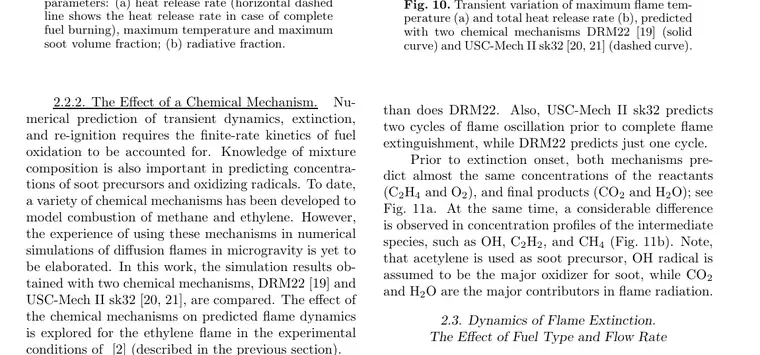 parameters: (a) heat release rate (horizontal dashed
line shows the heat release rate in case of complete
fuel burning), maximum temperature and maximum
soot volume fraction; (b) radiative fraction.
2.2.2. The Effect of a Chemical Mechanism. Nu-
merical prediction of transient dynamics, extinction,
and re-ignition requires the finite-rate kinetics of fuel
oxidation to be accounted for. Knowledge of mixture
composition is also important in predicting concentra-
tions of soot precursors and oxidizing radicals. To date,
a variety of chemical mechanisms has been developed to
model combustion of methane and ethylene. However,
the experience of using these mechanisms in numerical
simulations of diffusion flames in microgravity is yet to
be elaborated. In this work, the simulation results ob-
tained with two chemical mechanisms, DRM22 [19] and
USC-Mech II sk32 [20, 21], are compared. The effect of
the chemical mechanisms on predicted flame dynamics
is explored for the ethylene flame in the experimental
conditions of [2] (described in the previous section).
Fig. 10. Transient variation of maximum flame tem-
perature (a) and total heat release rate (b), predicted
with two chemical mechanisms DRM22 [19] (solid
curve) and USC-Mech II sk32 [20, 21] (dashed curve).
than does DRM22. Also, USC-Mech II sk32 predicts
two cycles of flame oscillation prior to complete flame
extinguishment, while DRM22 predicts just one cycle.
Prior to extinction onset, both mechanisms pre-
dict almost the same concentrations of the reactants
(C₂H₄ and O₂), and final products (CO₂ and H₂O); see
Fig. 11a. At the same time, a considerable difference
is observed in concentration profiles of the intermediate
species, such as OH, C₂H₂, and CH₄ (Fig. 11b). Note,
that acetylene is used as soot precursor, OH radical is
assumed to be the major oxidizer for soot, while CO₂
and H₂O are the major contributors in flame radiation.
2.3. Dynamics of Flame Extinction.
The Effect of Fuel Type and Flow Rate